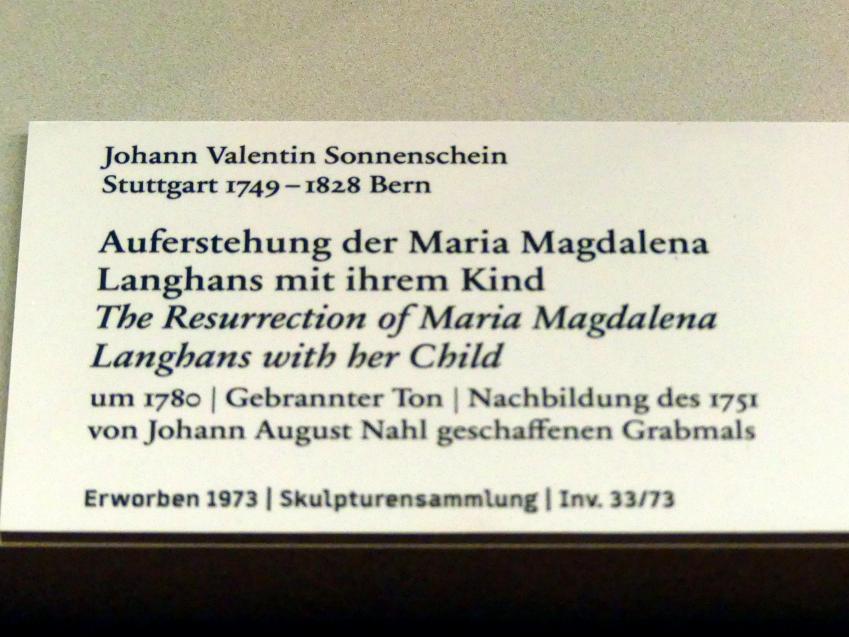 Johann Valentin Sonnenschein
Stuttgart 1749–1828 Bern
Auferstehung der Maria Magdalena
Langhans mit ihrem Kind
The Resurrection of Maria Magdalena
Langhans with her Child
um 1780 | Gebrannter Ton | Nachbildung des 1751
von Johann August Nahl geschaffenen Grabmals
Erworben 1973 | Skulpturensammlung | Inv. 33/73